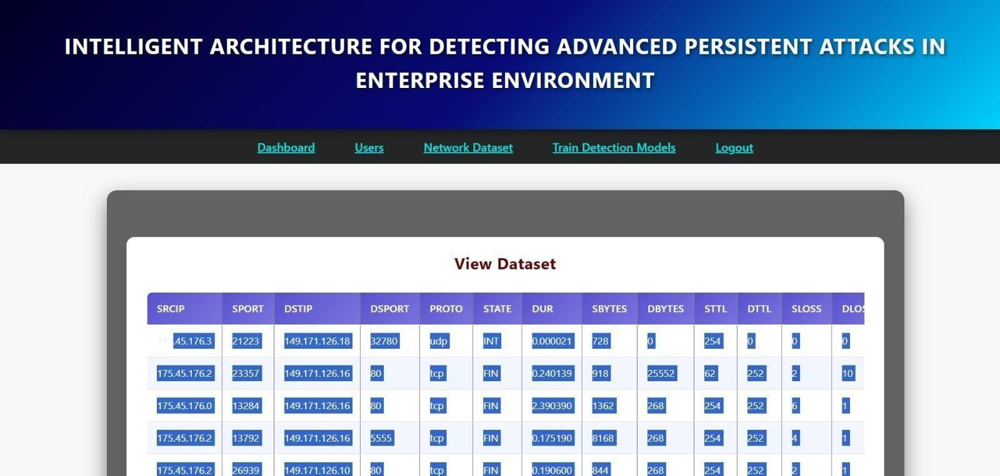 INTELLIGENT ARCHITECTURE FOR DETECTING ADVANCED PERSISTENT ATTACKS IN
ENTERPRISE ENVIRONMENT
Dashboard Users Network Dataset Train Detection Models Logout
View Dataset
SRCIP SPORT DSTIP DSPORT PROTO STATE DUR SBYTES DBYTES STTL DTTL SLOSS DLOS
175.45.176.3 21223 149.171.126.18 32780 udp INT 0.000021 728 0 254 0 0 0
175.45.176.2 23357 149.171.126.16 80 tcp FIN 0.240139 918 25552 62 252 2 10
175.45.176.0 13284 149.171.126.16 80 tcp FIN 2.390390 1362 268 254 252 6 1
175.45.176.2 13792 149.171.126.16 5555 tcp FIN 0.175190 8168 268 254 252 4 1
175.45.176.2 26939 149.171.126.10 80 tcp FIN 0.190600 844 268 254 252 2 1